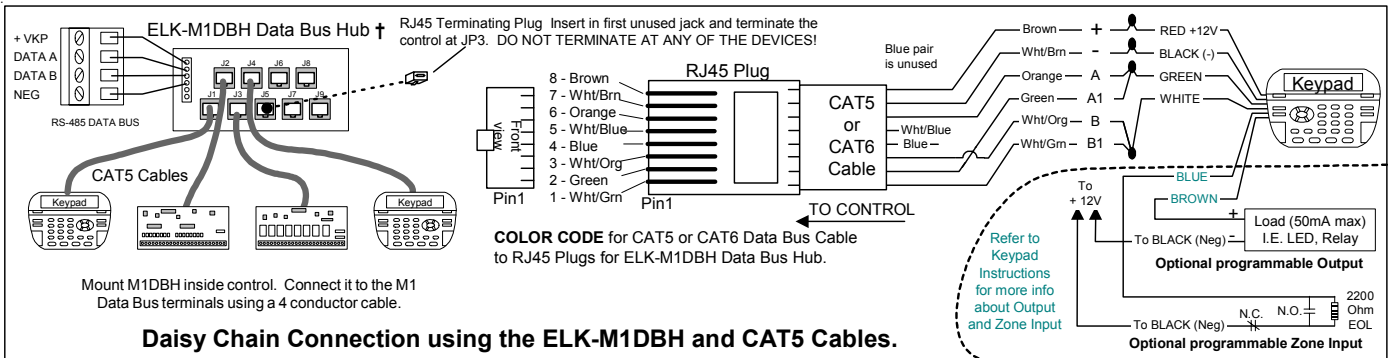 + VKP
DATA A
DATA B
NEG
RS-485 DATA BUS
ELK-M1DBH Data Bus Hub †
J2
J4
J6
J8
J1
J3
J5
J7
J9
RJ45 Terminating Plug Insert in first unused jack and terminate the
control at JP3. DO NOT TERMINATE AT ANY OF THE DEVICES!
CAT5 Cables
Keypad
Keypad
Mount M1DBH inside control. Connect it to the M1
Data Bus terminals using a 4 conductor cable.
Front
view
Pin1
RJ45 Plug
8 - Brown
7 - Wht/Brn
6 - Orange
5 - Wht/Blue
4 - Blue
3 - Wht/Org
2 - Green
1 - Wht/Grn
Pin1
CAT5
or
CAT6
Cable
TO CONTROL
COLOR CODE for CAT5 or CAT6 Data Bus Cable
to RJ45 Plugs for ELK-M1DBH Data Bus Hub.
Blue pair
is unused
Brown + RED +12V
Wht/Brn - BLACK (-)
Orange A GREEN
Green A1 WHITE
Wht/Org B
Wht/Blue
Blue
Wht/Grn B1
Keypad
BLUE
BROWN
To
+ 12V
+
To BLACK (Neg) -
Load (50mA max)
I.E. LED, Relay
Optional programmable Output
Refer to
Keypad
Instructions
for more info
about Output
and Zone Input
N.C.
N.O.
2200
Ohm
EOL
To BLACK (Neg)
Optional programmable Zone Input
Daisy Chain Connection using the ELK-M1DBH and CAT5 Cables.